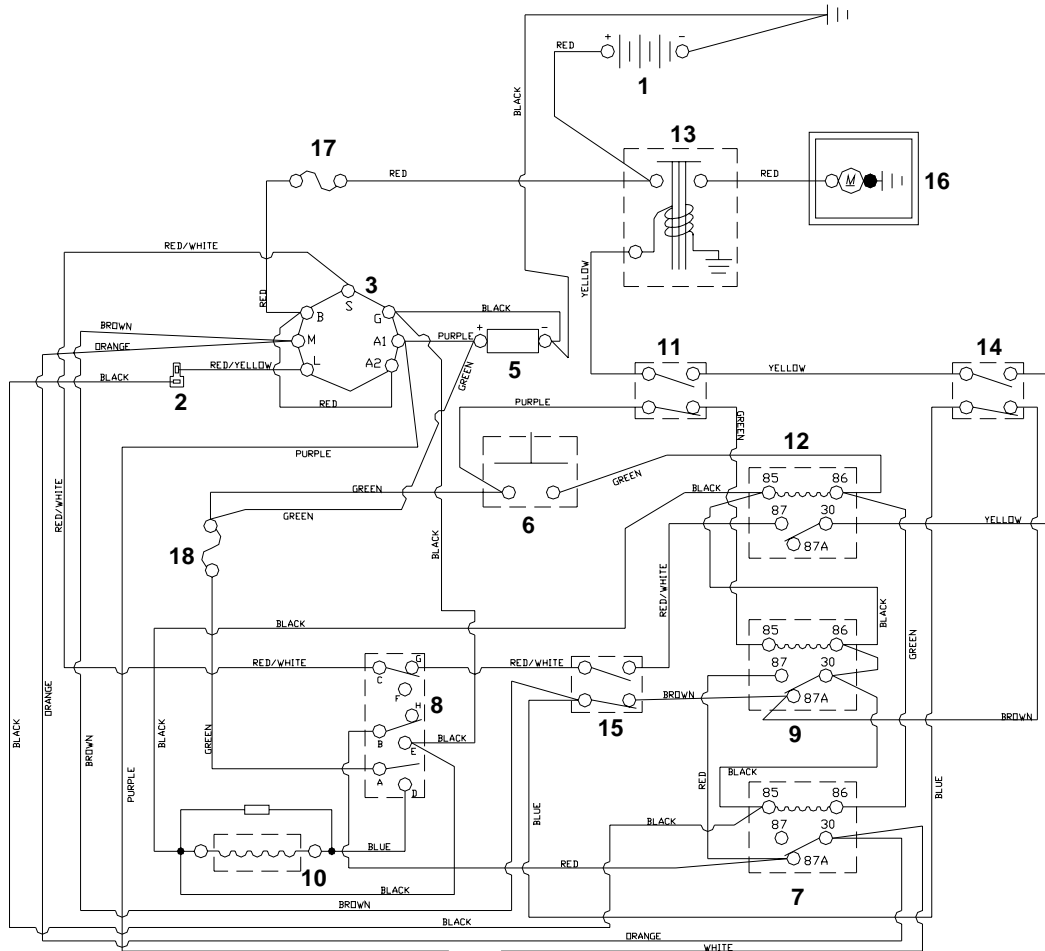 + -
RED
1
BLACK
13
17
RED
RED
M
16
RED/WHITE
YELLOW
3
S
RED
B
G
BLACK
BROWN
M
A1
PURPLE
+ -
ORANGE
L
A2
5
11
14
RED/YELLOW
YELLOW
BLACK
GREEN
2
RED
PURPLE
GREEN
12
PURPLE
GREEN
85 86
GREEN
BLACK
RED/WHITE
GREEN
6
87 30
YELLOW
87A
18
BLACK
RED/WHITE
BLACK
BLACK
85 86
GREEN
RED/WHITE
G
RED/WHITE
C
87 30
F
8
BROWN
87A
ORANGE
H
15
9
BROWN
BLACK
B
E
BLACK
BLACK
BROWN
GREEN
A
PURPLE
D
BLUE
RED
BLACK
85 86
BLUE
BLACK
87 30
BLUE
87A
10
RED
7
BLACK
BROWN
BLACK
ORANGE
WHITE